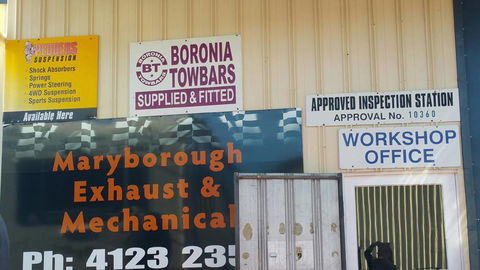 SUSPENSION
- Shock Absorbers
- Springs
- Power Steering
- 4WD Suspension
- Sports Suspension
Available Here
BORONIA
BT
TOWBARS
BORONIA
TOWBARS
SUPPLIED & FITTED
APPROVED INSPECTION STATION
APPROVAL No. 10360
WORKSHOP
OFFICE
Maryborough
Exhaust &
Mechanical
Ph: 4123 235